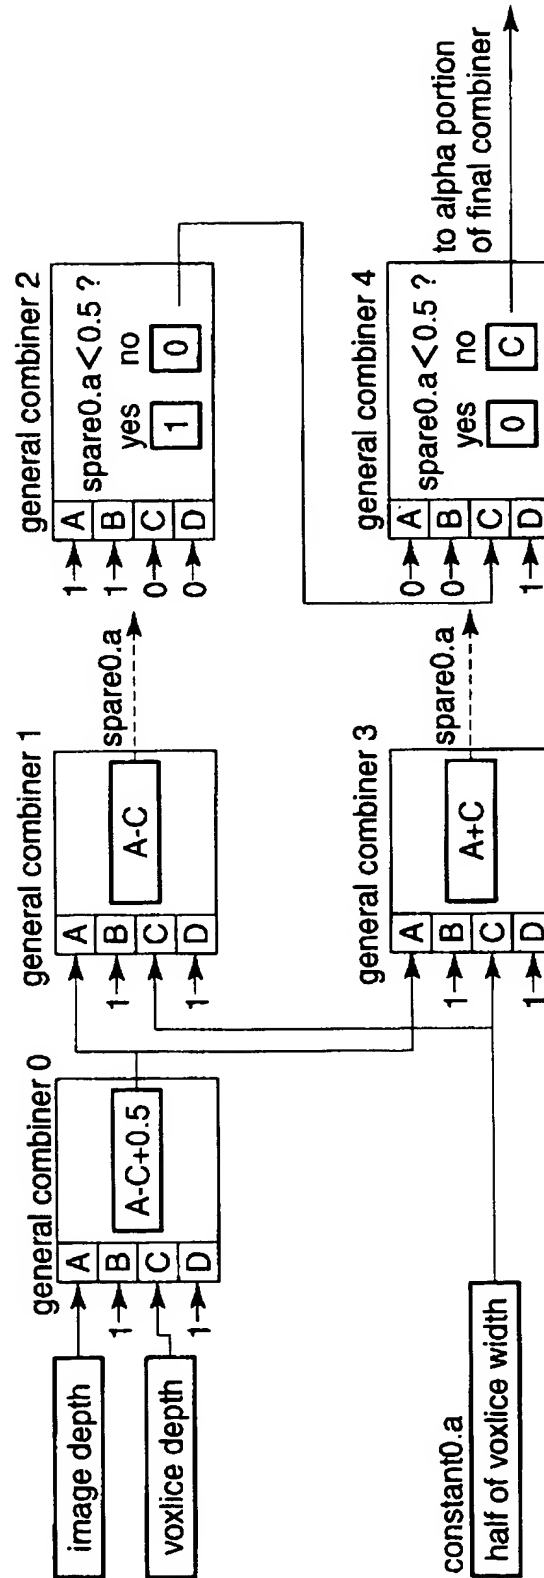 image depth
voxlice depth
constant0.a
half of voxlice width
general combiner 0
A
1 B
C
1 D
A-C+0.5
general combiner 1
A
1 B
C
1 D
A-C
spare0.a
general combiner 3
A
1 B
C
1 D
A+C
spare0.a
general combiner 2
1 A
1 B
0 C
0 D
spare0.a<0.5 ?
yes no
1 0
general combiner 4
0 A
0 B
C
1 D
spare0.a<0.5 ?
yes no
0 C
to alpha portion
of final combiner